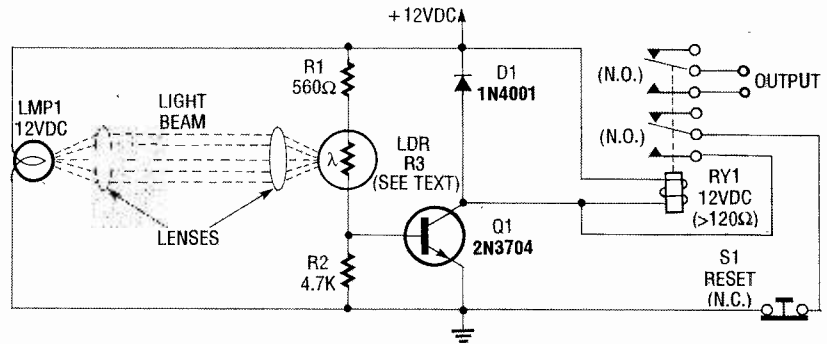 +12VDC
R1
560Ω
D1
1N4001
(N.O.)
OUTPUT
LMP1
12VDC
LIGHT
BEAM
(N.O.)
λ
LDR
R3
(SEE TEXT)
RY1
12VDC
(>120Ω)
LENSES
Q1
2N3704
R2
4.7K
S1
RESET
(N.C.)